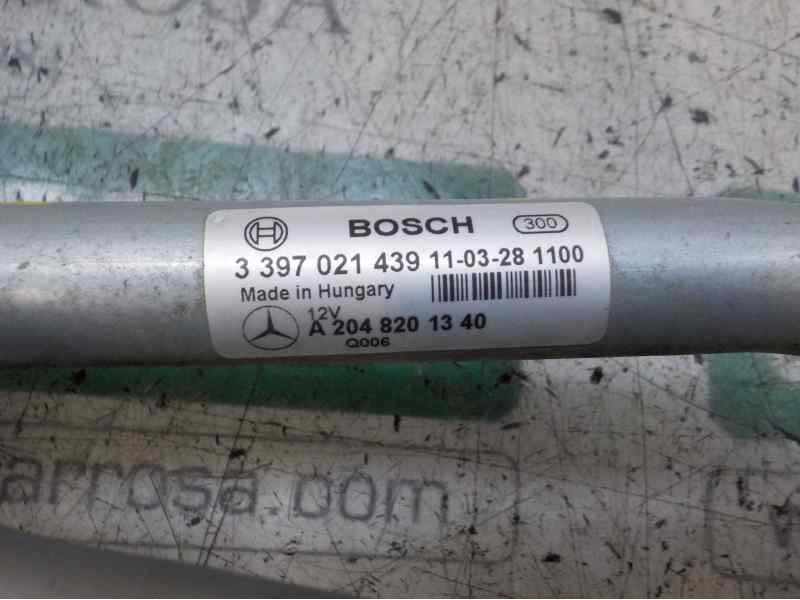 BOSCH 300
3 397 021 439 11-03-28 1100
Made in Hungary
12V
A 204 820 13 40
Q006
arrosa.com